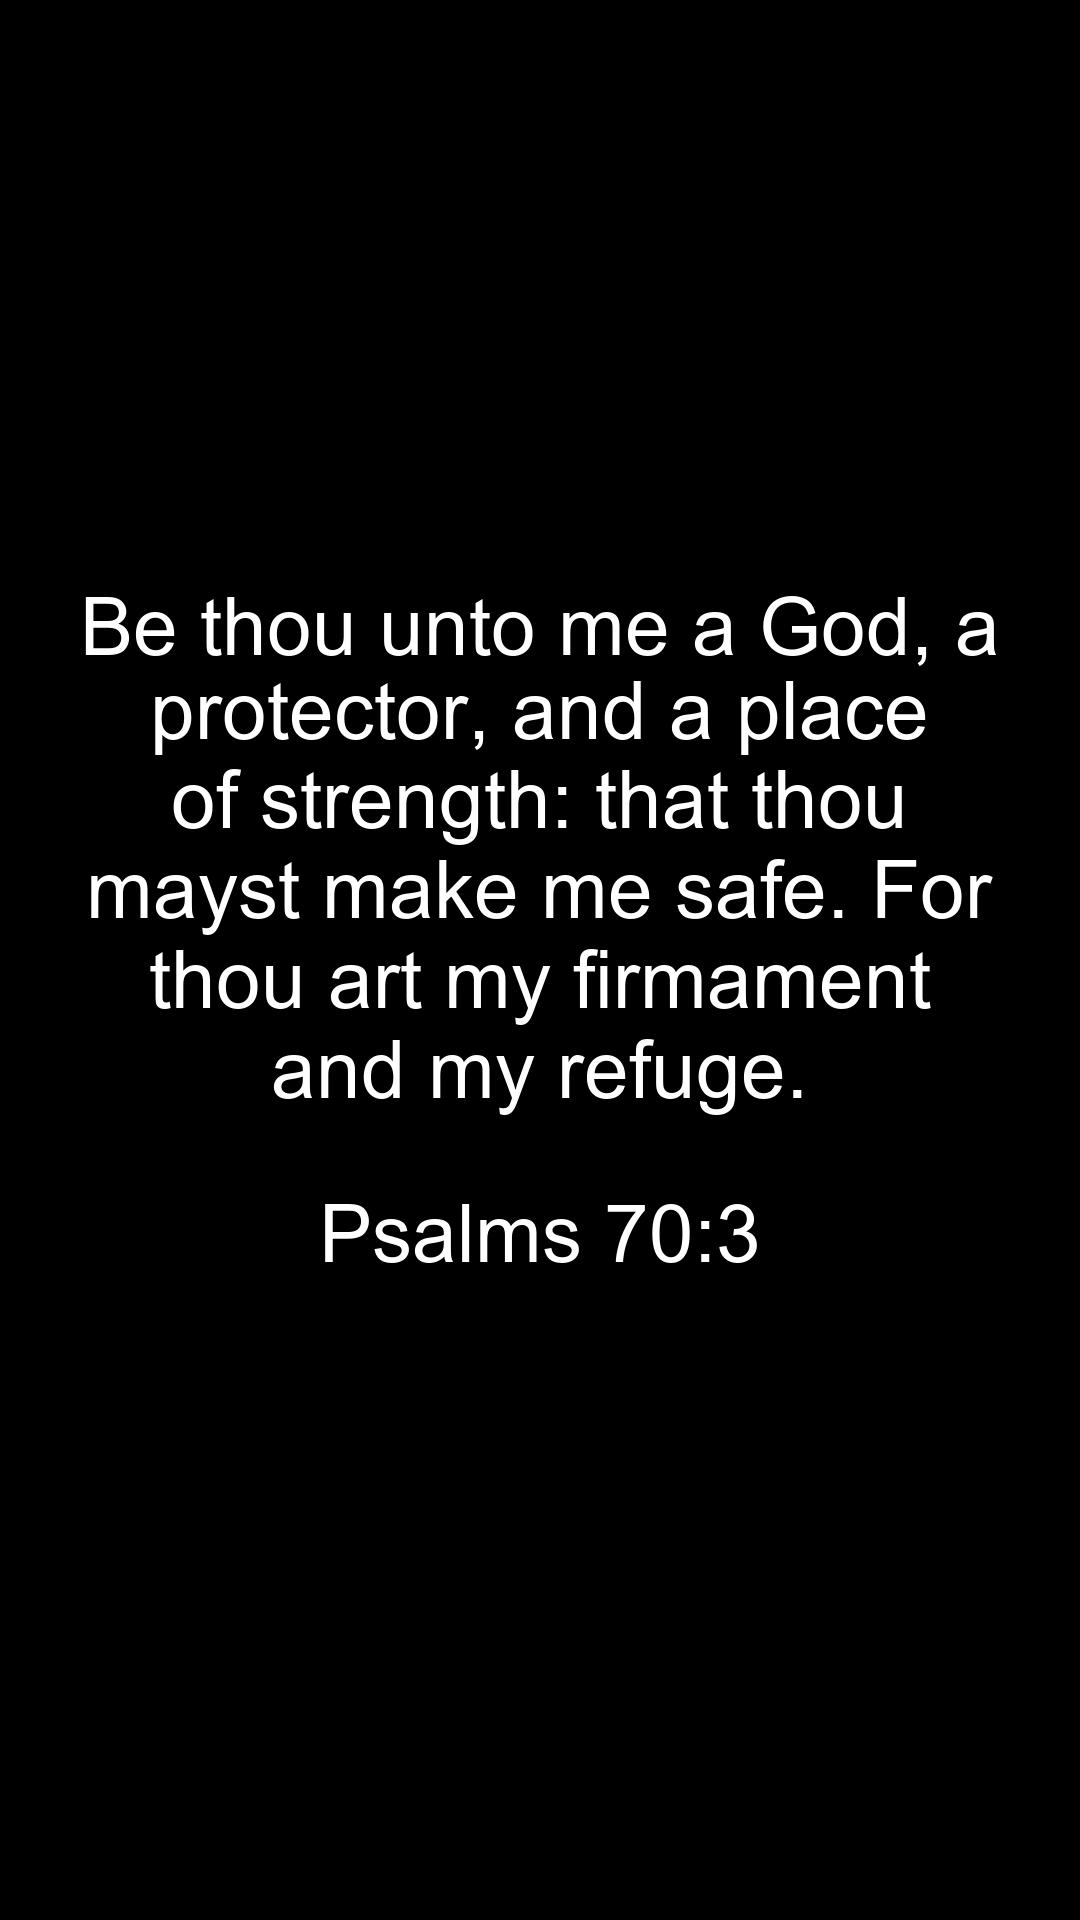 Be thou unto me a God, a
protector, and a place
of strength: that thou
mayst make me safe. For
thou art my firmament
and my refuge.
Psalms 70:3